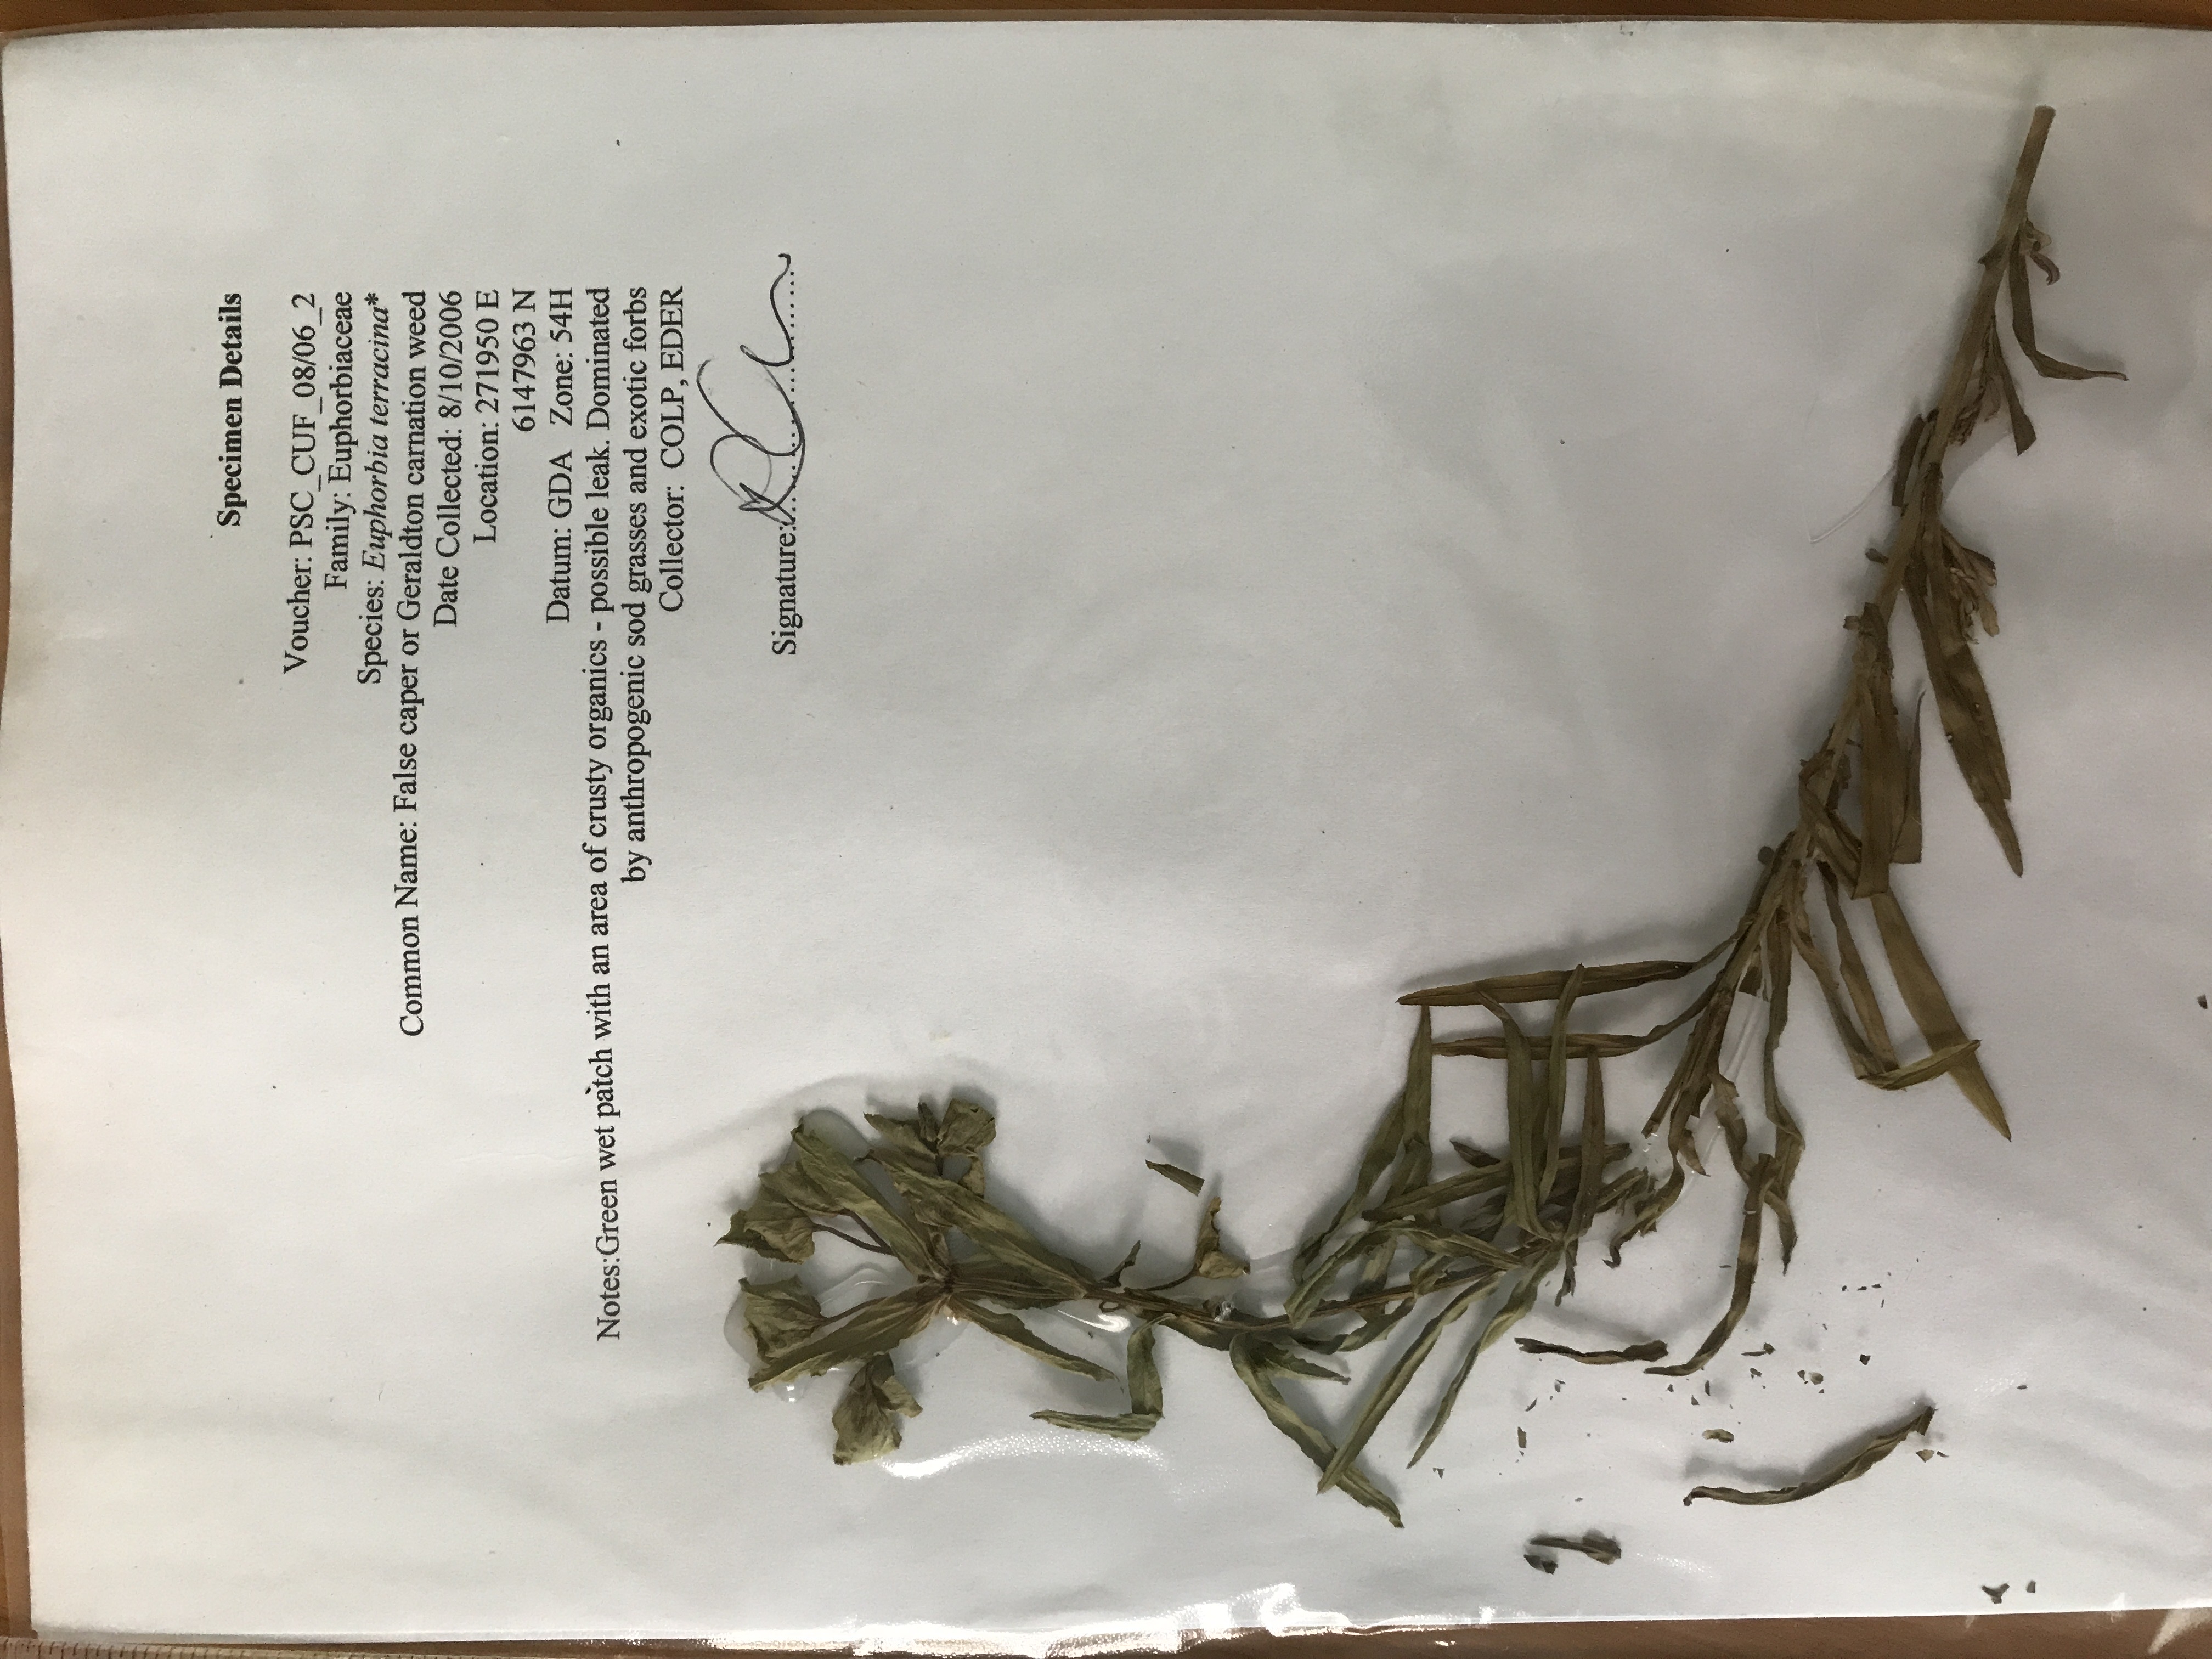 Specimen Details
Voucher: PSC_CUF_08/06_2
Family: Euphorbiaceae
Species: Euphorbia terracina*
Common Name: False caper or Geraldton carnation weed
Date Collected: 8/10/2006
Location: 271950 E
6147963 N
Datum: GDA Zone: 54H
Notes:Green wet patch with an area of crusty organics - possible leak. Dominated
by anthropogenic sod grasses and exotic forbs
Collector: COLP, EDER
Signature: